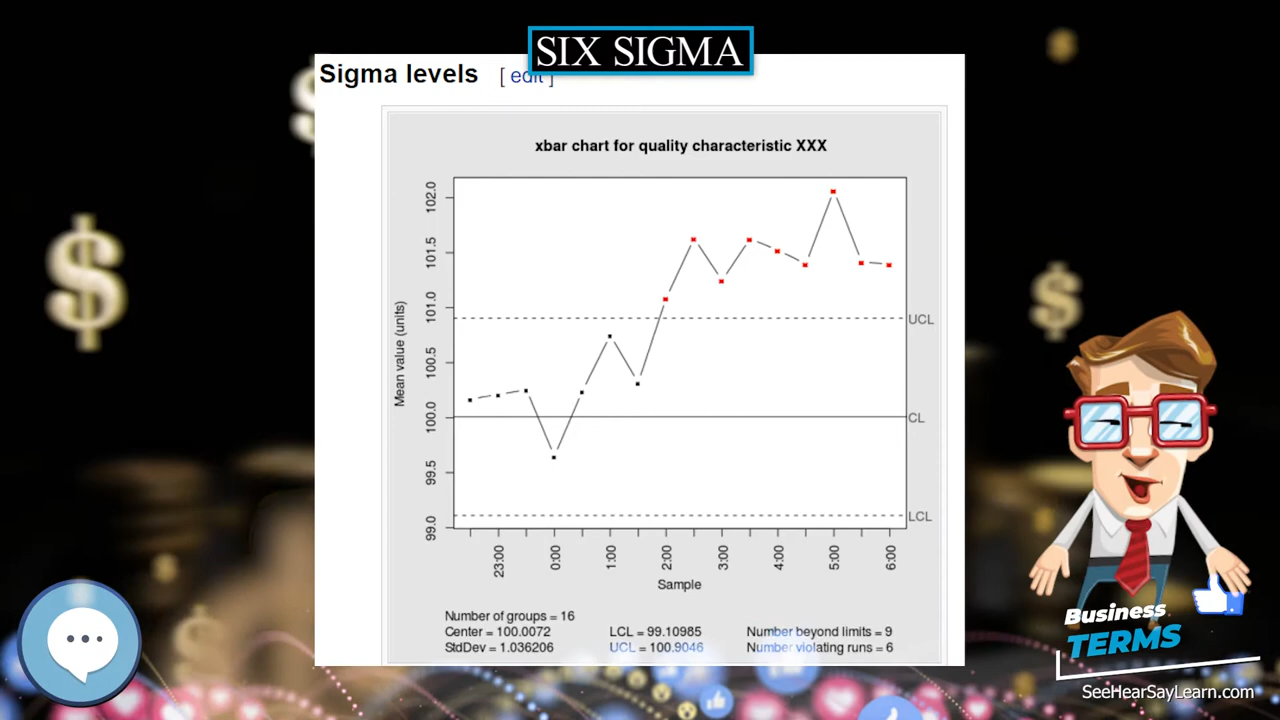 SIX SIGMA
Sigma levels [ edit ]
xbar chart for quality characteristic XXX
Mean value (units)
102.0
101.5
101.0
100.5
100.0
99.5
99.0
UCL
CL
LCL
23:00 0:00 1:00 2:00 3:00 4:00 5:00 6:00
Sample
Number of groups = 16
Center = 100.0072 LCL = 99.10985 Number beyond limits = 9
StdDev = 1.036206 UCL = 100.9046 Number violating runs = 6
Business
TERMS
SeeHearSayLearn.com